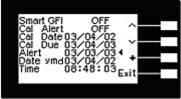 Smart GFI OFF
Cal Alert OFF
Cal Date 03/04/02
Cal Due 03/04/03
Alert 03/03/03
Date ymd 03/04/02
Time 08:48:03 Exit